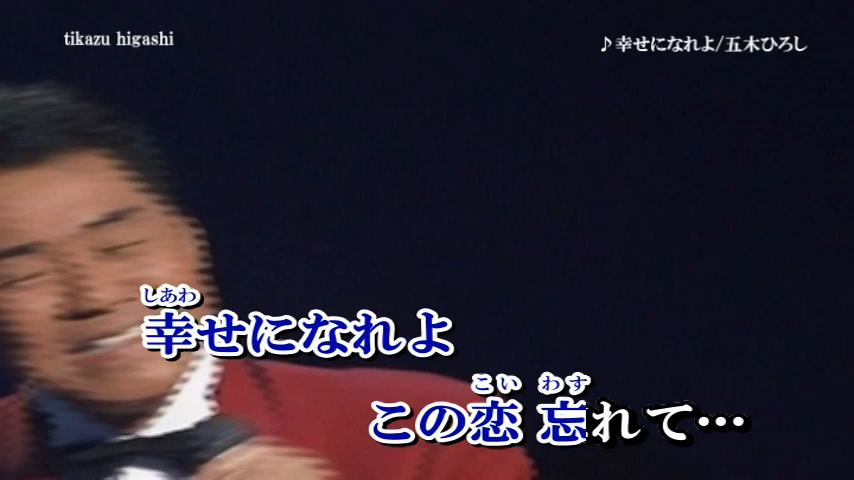 tikazu higashi
♪幸せになれよ/五木ひろし
しあわ
幸せになれよ
こい わす
この恋 忘れて…